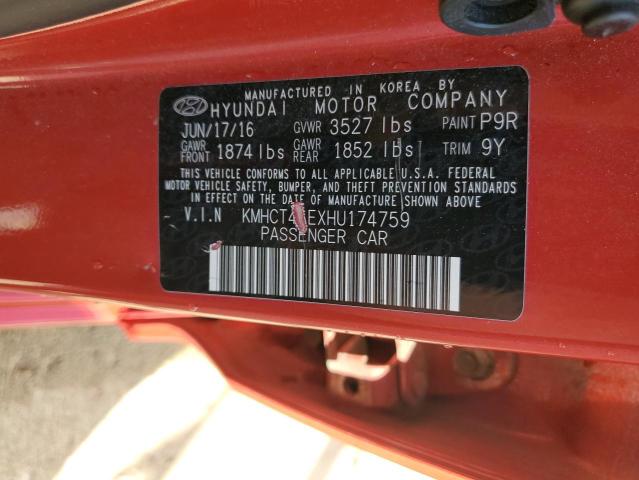 MANUFACTURED IN KOREA BY
HYUNDAI MOTOR COMPANY
JUN/17/16 GVWR 3527 lbs PAINT P9R
GAWR FRONT 1874 lbs GAWR REAR 1852 lbs TRIM 9Y
THIS VEHICLE CONFORMS TO ALL APPLICABLE U.S.A. FEDERAL
MOTOR VEHICLE SAFETY, BUMPER, AND THEFT PREVENTION STANDARDS
IN EFFECT ON THE DATE OF MANUFACTURE SHOWN ABOVE.
V.I.N
PASSENGER CAR